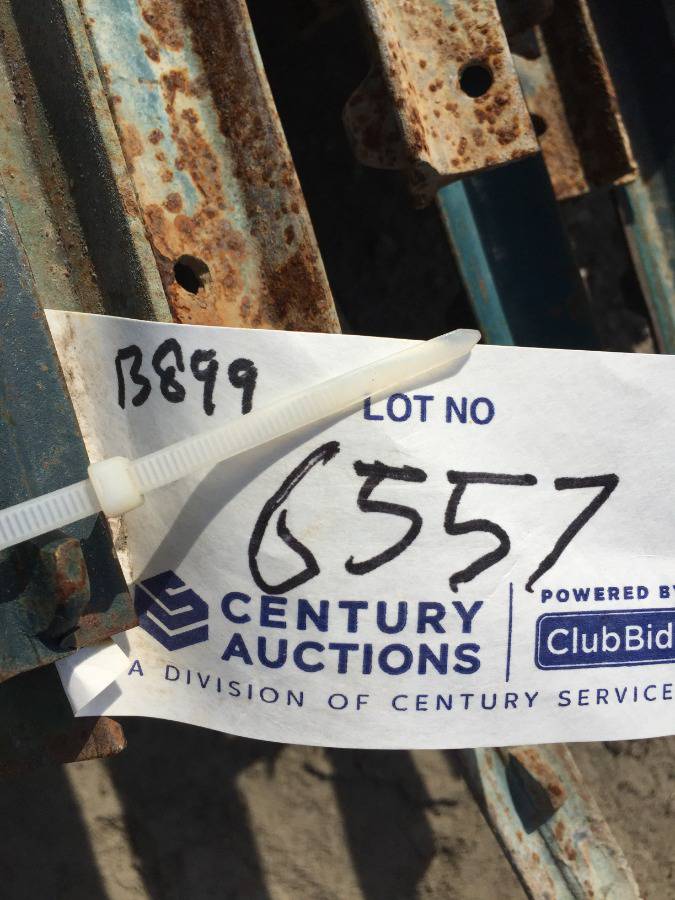 B899
LOT NO
6557
CENTURY
AUCTIONS
POWERED BY
ClubBid
A DIVISION OF CENTURY SERVICE